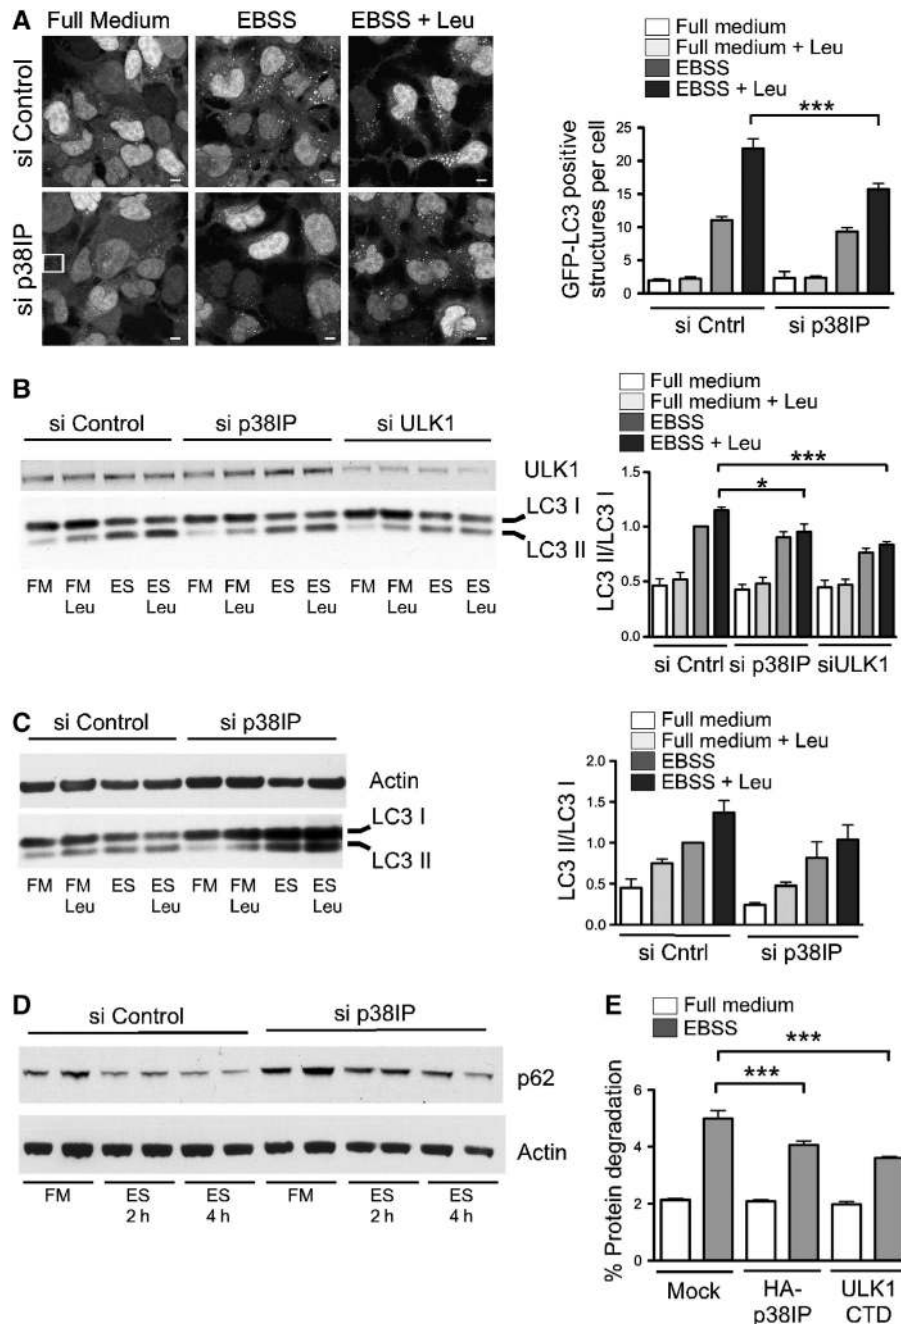 A
Full Medium EBSS EBSS + Leu
si Control
si p38IP
Full medium
Full medium + Leu
EBSS
EBSS + Leu
***
GFP-LC3 positive
structures per cell
25
20
15
10
5
0
si Cntrl si p38IP
B
si Control si p38IP si ULK1
ULK1
LC3 I
LC3 II
FM FM ES ES FM FM ES ES FM FM ES ES
Leu Leu Leu Leu Leu Leu
Full medium
Full medium + Leu
EBSS
EBSS + Leu
***
*
LC3 II/LC3 I
1.5
1.0
0.5
0.0
si Cntrl si p38IP siULK1
C
si Control si p38IP
Actin
LC3 I
LC3 II
FM FM ES ES FM FM ES ES
Leu Leu Leu Leu
Full medium
Full medium + Leu
EBSS
EBSS + Leu
LC3 II/LC3 I
2.0
1.5
1.0
0.5
0.0
si Cntrl si p38IP
D
si Control si p38IP
p62
Actin
FM ES ES FM ES ES
2 h 4 h 2 h 4 h
E
Full medium
EBSS
***
***
% Protein degradation
6
4
2
0
Mock HA- ULK1
p38IP CTD